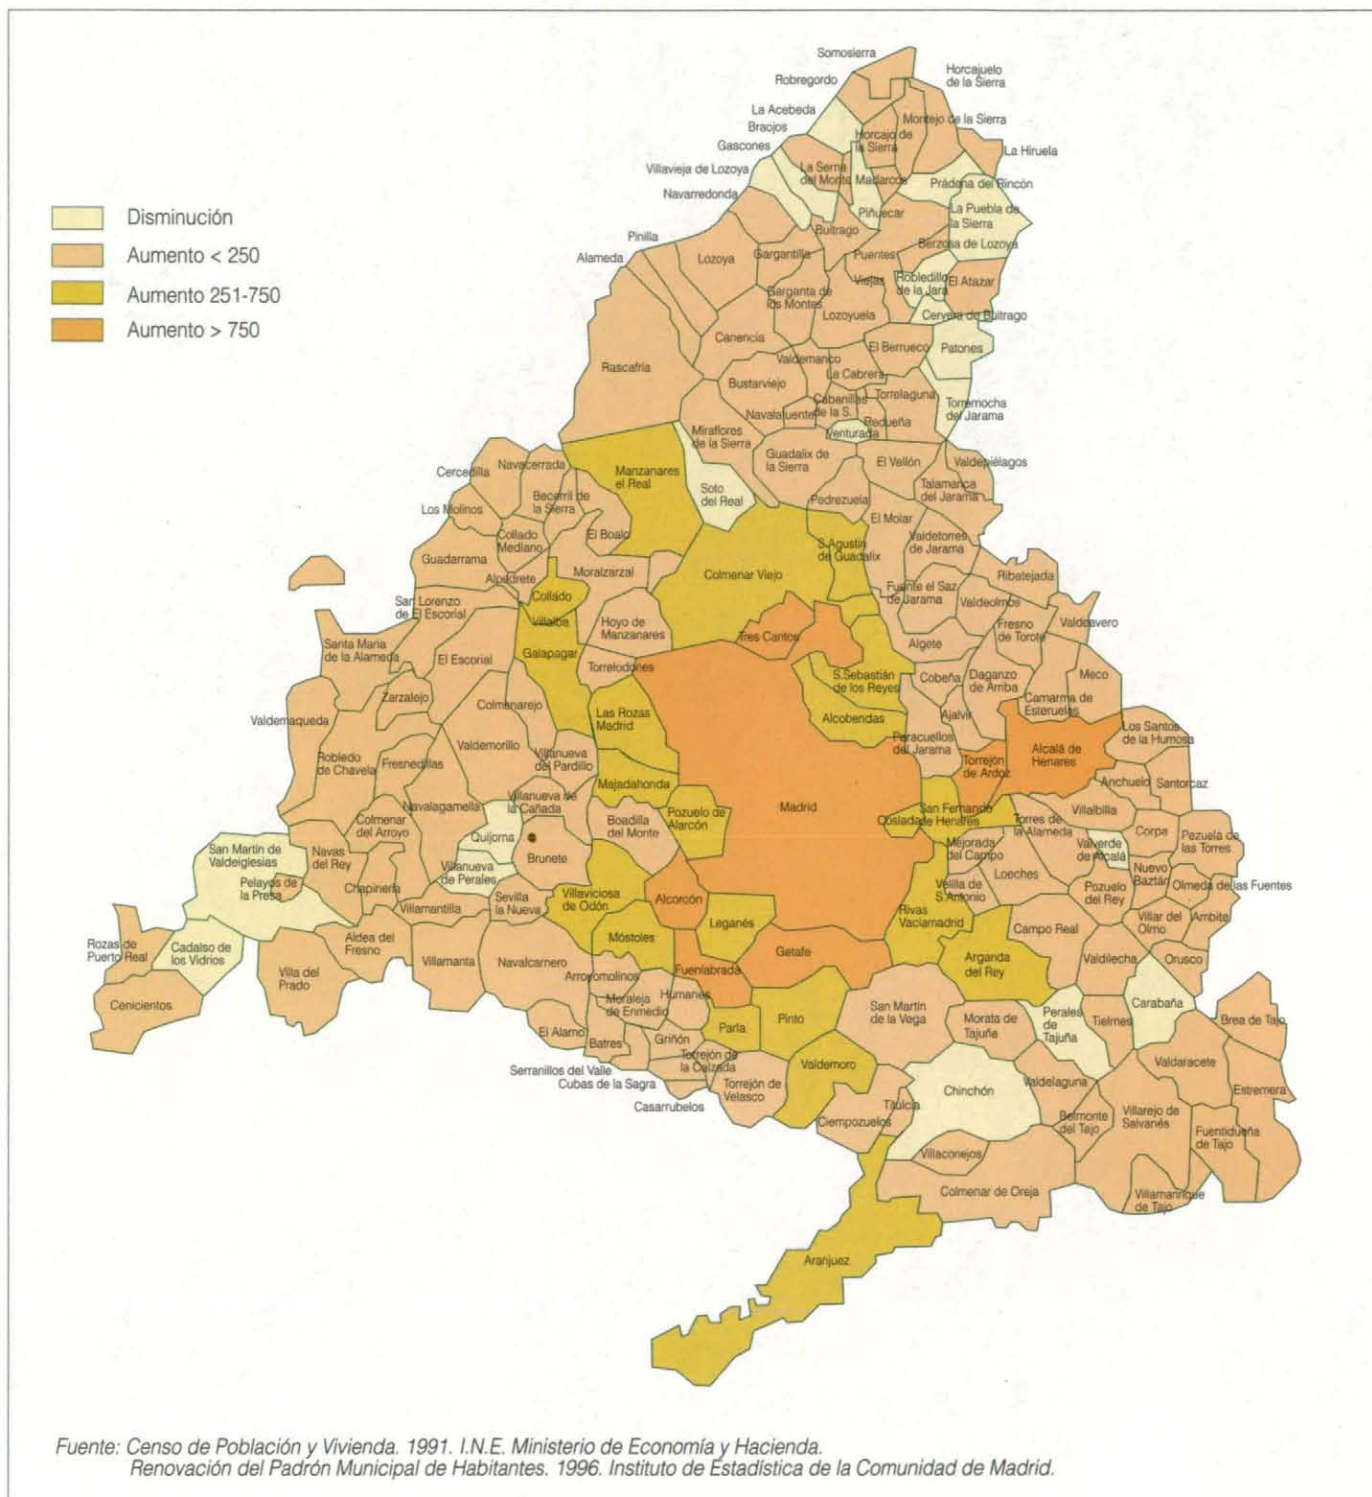 Somosierra
Robregordo
Horcajuelo
de la Sierra
La Acebeda
Braojos
Montejo de la Sierra
Horcajo de
la Sierra
Gascones
La Hiruela
Villavieja de Lozoya
La Serna
del Monte
Madarcos
Prádena del Rincón
Navarredonda
Disminución
Piñuecar
La Puebla de
la Sierra
Pinilla
Buitrago
Aumento < 250
Alameda
Lozoya
Gargantilla
Puentes
Viejas
Berzosa de Lozoya
Robledillo
de la Jara
El Atazar
Aumento 251-750
Garganta de
los Montes
Lozoyuela
Cervera de Buitrago
Aumento > 750
Canencia
El Berrueco
Patones
Rascafría
Valdemanco
La Cabrera
Bustarviejo
Cabanillas
de la S.
Torrelaguna
Torremocha
del Jarama
Navalafuente
Redueña
Venturada
Miraflores
de la Sierra
Guadalix de
la Sierra
El Vellón
Valdepiélagos
Cercedilla
Navacerrada
Manzanares
el Real
Soto
del Real
Pedrezuela
Talamanca
del Jarama
Los Molinos
Becerril de
la Sierra
El Molar
Collado
Mediano
El Boalo
S.Agustín
de Guadalix
Valdetorres
de Jarama
Guadarrama
Alpedrete
Moralzarzal
Colmenar Viejo
Ribatejada
San Lorenzo
de El Escorial
Collado
Villalba
Fuente el Saz
de Jarama
Valdeolmos
Hoyo de
Manzanares
Tres Cantos
Fresno
de Torote
Valdeavero
Santa Maria
de la Alameda
El Escorial
Galapagar
Torrelodones
Algete
S.Sebastián
de los Reyes
Cobeña
Daganzo
de Arriba
Meco
Zarzalejo
Colmenarejo
Las Rozas
Madrid
Alcobendas
Ajalvir
Camarma de
Esteruelas
Valdemaqueda
Paracuellos
del Jarama
Los Santos
de la Humosa
Robledo
de Chavela
Fresnedillas
Valdemorillo
Villanueva
del Pardillo
Torrejón
de Ardoz
Alcalá de
Henares
Majadahonda
Anchuelo
Santorcaz
Navalagamella
Villanueva de
la Cañada
Madrid
San Fernando
de Henares
Coslada
Villalbilla
Colmenar
del Arroyo
Boadilla
del Monte
Pozuelo de
Alarcón
Torres de
la Alameda
Corpa
Pezuela de
las Torres
San Martín de
Valdeiglesias
Navas
del Rey
Quijorna
Brunete
Mejorada
del Campo
Valverde
de Alcalá
Pelayos de
la Presa
Villanueva
de Perales
Loeches
Nuevo
Baztán
Chapinería
Sevilla
la Nueva
Villaviciosa
de Odón
Alcorcón
Velilla de
S.Antonio
Pozuelo
del Rey
Olmeda de las Fuentes
Villamantilla
Leganés
Rivas
Vaciamadrid
Villar del
Olmo
Ambite
Rozas de
Puerto Real
Cadalso de
los Vidrios
Aldea del
Fresno
Móstoles
Campo Real
Villa del
Prado
Villamanta
Navalcarnero
Getafe
Arganda
del Rey
Valdilecha
Orusco
Arroyomolinos
Fuenlabrada
Cenicientos
Moraleja
de Enmedio
Humanes
San Martín
de la Vega
Morata de
Tajuña
Perales
de
Tajuña
Tielmes
Carabaña
El Alamo
Parla
Pinto
Brea de Tajo
Batres
Griñón
Torrejón de
la Calzada
Valdemoro
Valdaracete
Serranillos del Valle
Cubas de la Sagra
Torrejón de
Velasco
Chinchón
Valdelaguna
Estremera
Casarrubelos
Titulcia
Ciempozuelos
Belmonte
del Tajo
Villarejo de
Salvanés
Fuentidueña
de Tajo
Villaconejos
Colmenar de Oreja
Villamanrique
de Tajo
Aranjuez
Fuente: Censo de Población y Vivienda. 1991. I.N.E. Ministerio de Economía y Hacienda.
Renovación del Padrón Municipal de Habitantes. 1996. Instituto de Estadística de la Comunidad de Madrid.